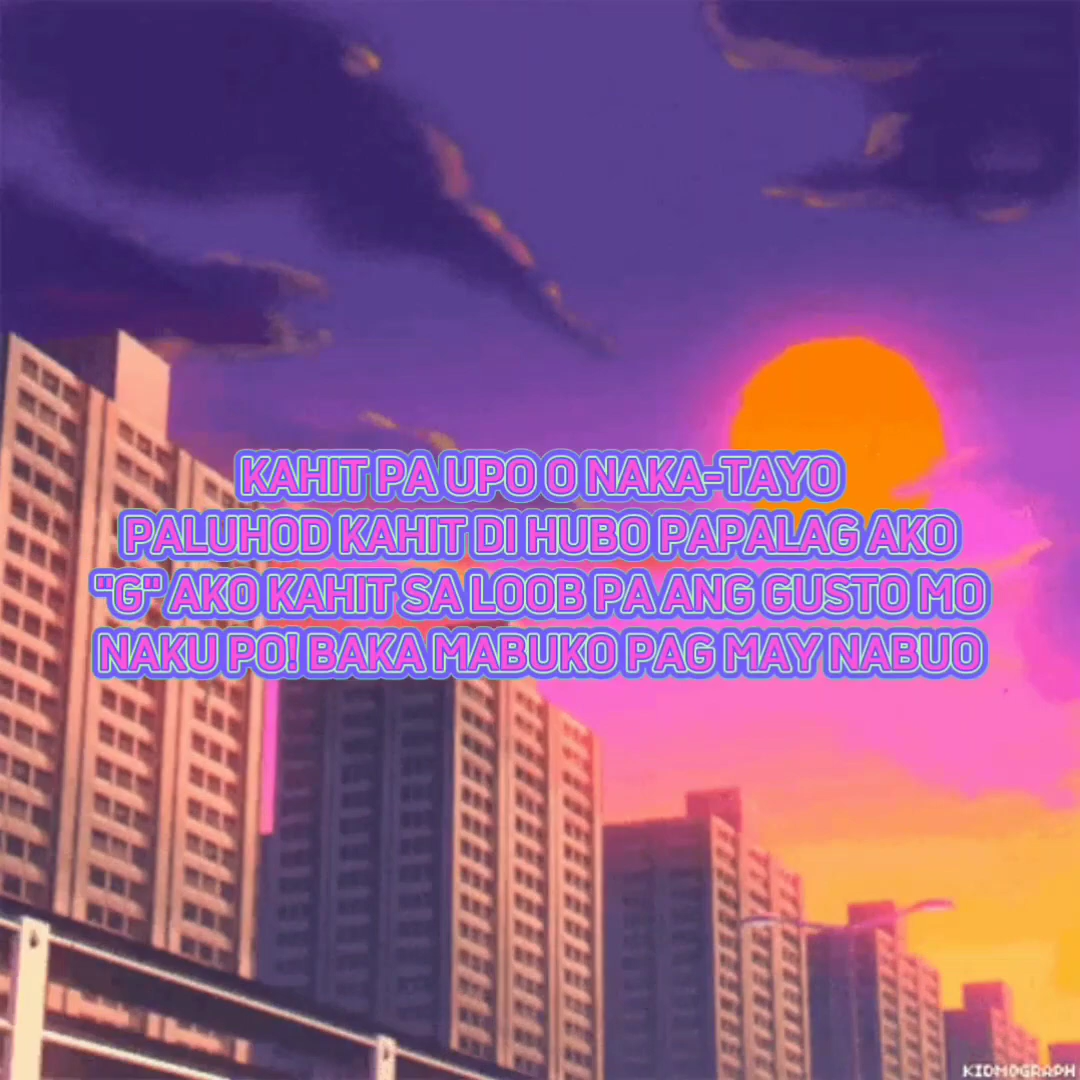 KAHIT PA UPO O NAKA-TAYO
PALUHOD KAHIT DI HUBO PAPALAG AKO
"G" AKO KAHIT SA LOOB PA ANG GUSTO MO
NAKU PO! BAKA MABUKO PAG MAY NABUO
KIDMOGRAPH